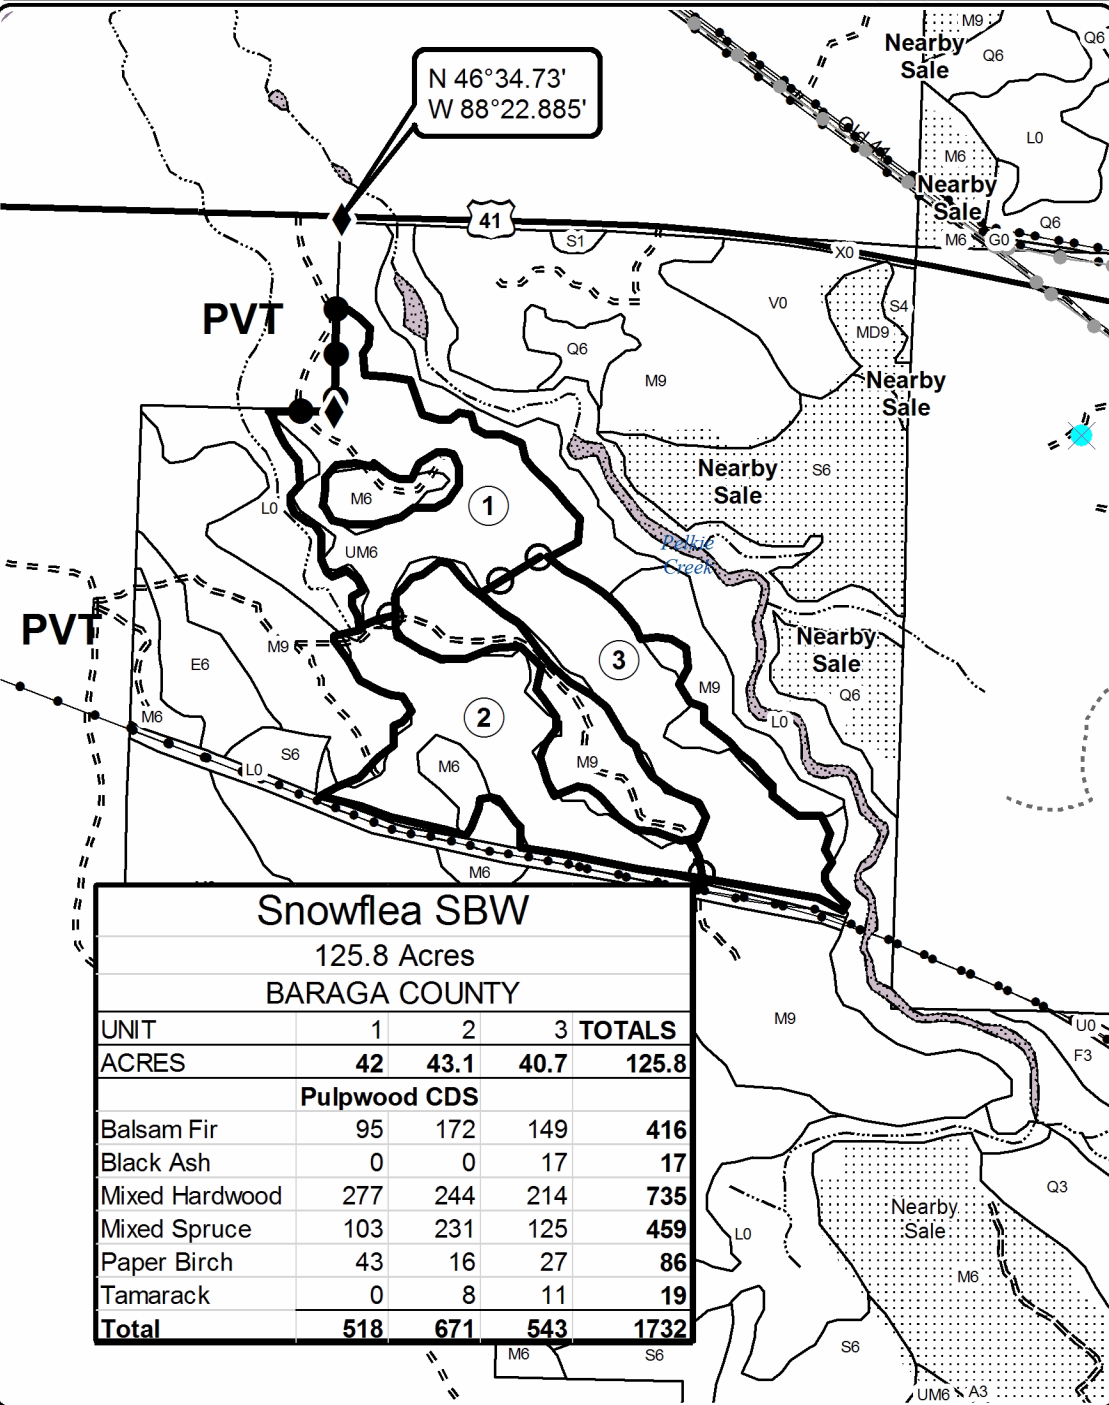 M9
Q6
Nearby
Sale
Q6
N 46°34.73'
W 88°22.885'
Old 41
L0
M6
Nearby
Sale
41
S1
Q6
M6
G0
X0
PVT
V0
S4
MD9
Q6
M9
Nearby
Sale
Nearby
Sale
S6
M6
1
L0
UM6
Pelkie
Creek
PVT
M9
E6
3
Nearby
Sale
M9
Q6
M6
2
L0
S6
L0
M6
M9
M6
Snowflea SBW
125.8 Acres
BARAGA COUNTY
UNIT 1 2 3 TOTALS
ACRES 42 43.1 40.7 125.8
Pulpwood CDS
Balsam Fir 95 172 149 416
Black Ash 0 0 17 17
Mixed Hardwood 277 244 214 735
Mixed Spruce 103 231 125 459
Paper Birch 43 16 27 86
Tamarack 0 8 11 19
Total 518 671 543 1732
M9
U0
F3
Q3
Nearby
Sale
L0
M6
M6
S6
S6
UM6
A3